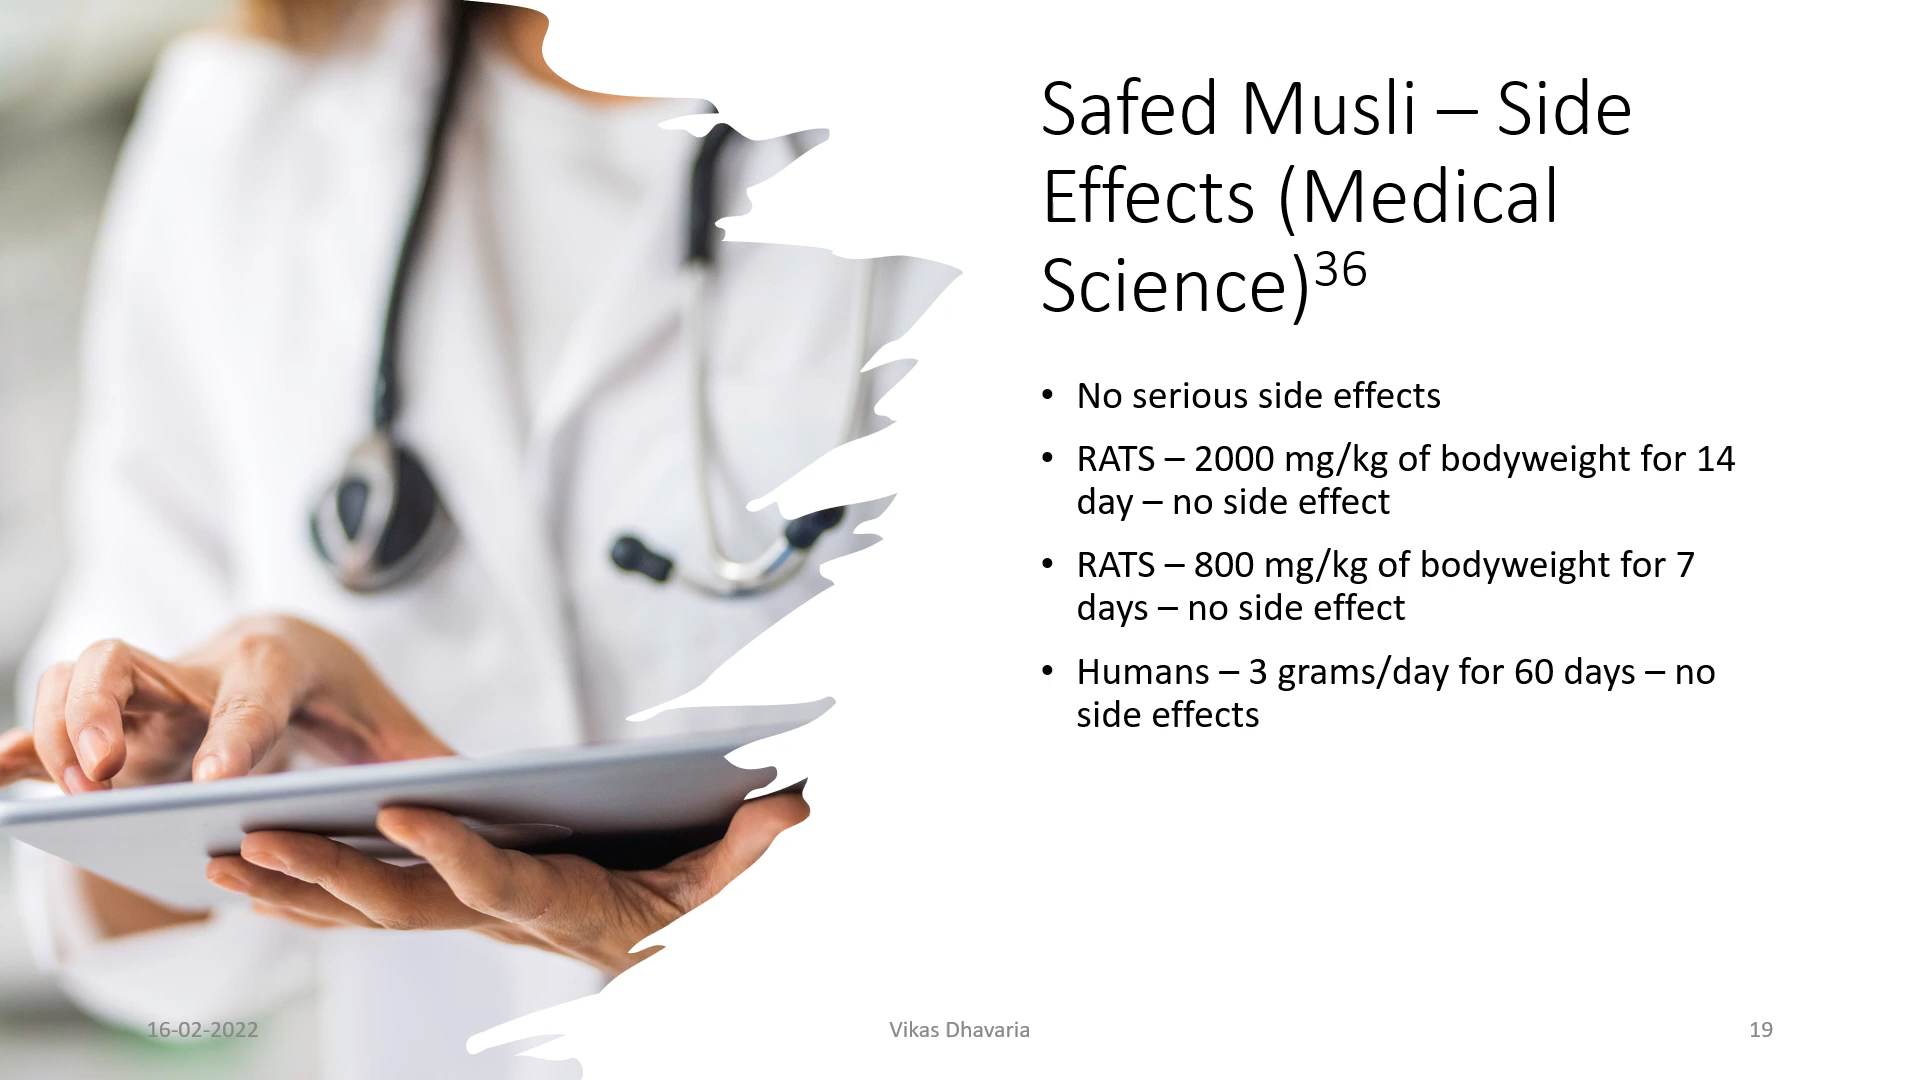 Safed Musli – Side
Effects (Medical
Science)36
• No serious side effects
• RATS – 2000 mg/kg of bodyweight for 14
day – no side effect
• RATS – 800 mg/kg of bodyweight for 7
days – no side effect
• Humans – 3 grams/day for 60 days – no
side effects
16-02-2022
Vikas Dhavaria
19